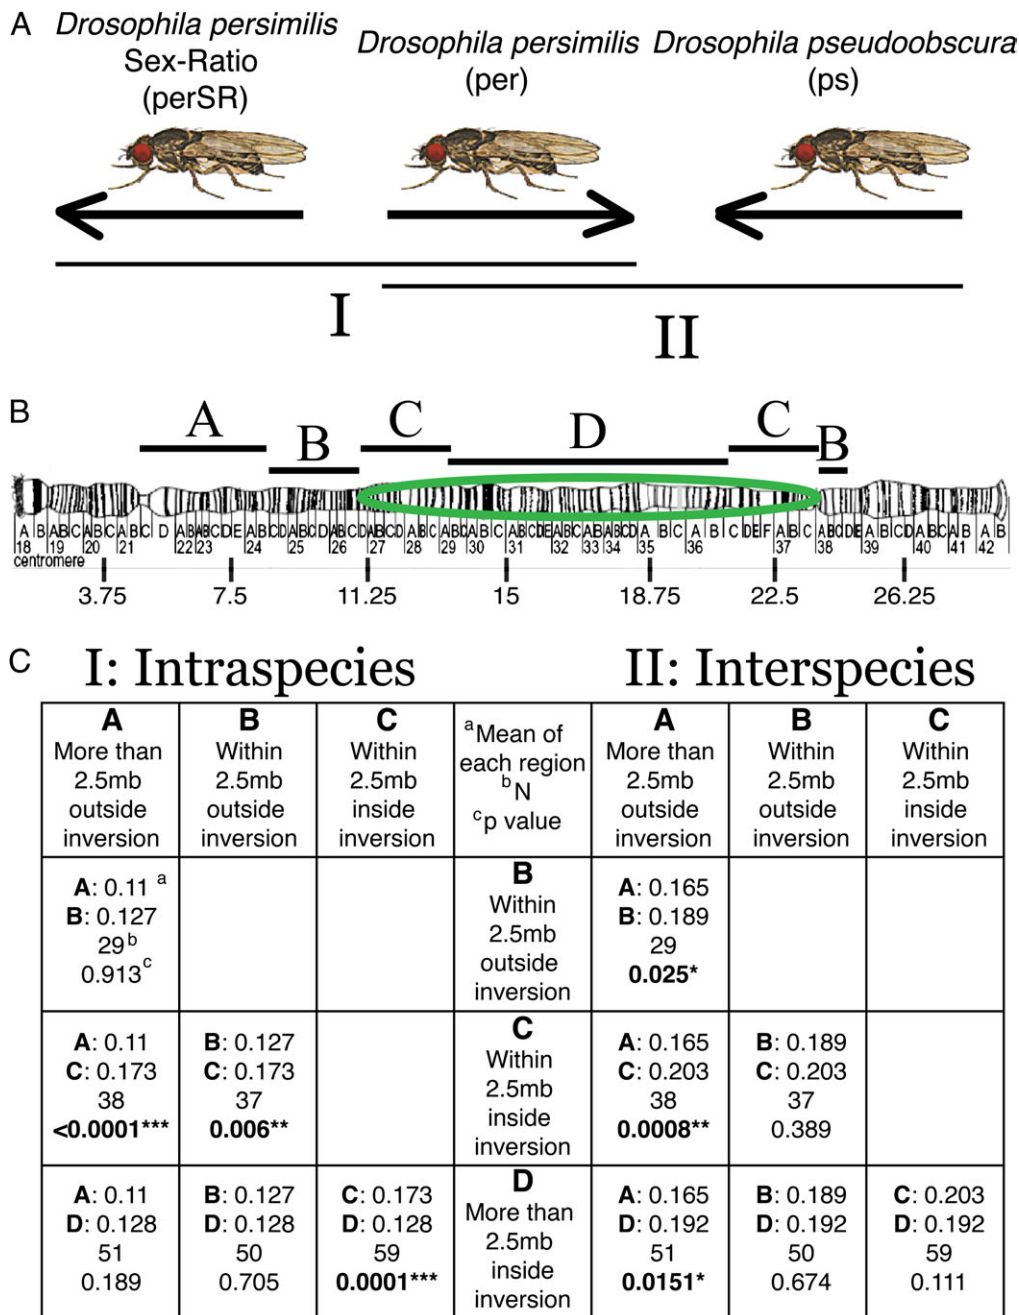 A
Drosophila persimilis
Sex-Ratio
(perSR)
Drosophila persimilis
(per)
Drosophila pseudoobscura
(ps)
I
II
B
A
B
C
D
C
B
18 19 20 21 22 23 24 25 26 27 28 29 30 31 32 33 34 35 36 37 38 39 40 41 42
centromere
3.75 7.5 11.25 15 18.75 22.5 26.25
C
I: Intraspecies
II: Interspecies
A
More than
2.5mb
outside
inversion
B
Within
2.5mb
outside
inversion
C
Within
2.5mb
inside
inversion
a Mean of
each region
b N
c p value
A
More than
2.5mb
outside
inversion
B
Within
2.5mb
outside
inversion
C
Within
2.5mb
inside
inversion
A: 0.11 a
B: 0.127
29 b
0.913 c
B
Within
2.5mb
outside
inversion
A: 0.165
B: 0.189
29
0.025*
A: 0.11
C: 0.173
38
<0.0001***
B: 0.127
C: 0.173
37
0.006**
C
Within
2.5mb
inside
inversion
A: 0.165
C: 0.203
38
0.0008**
B: 0.189
C: 0.203
37
0.389
A: 0.11
D: 0.128
51
0.189
B: 0.127
D: 0.128
50
0.705
C: 0.173
D: 0.128
59
0.0001***
D
More than
2.5mb
inside
inversion
A: 0.165
D: 0.192
51
0.0151*
B: 0.189
D: 0.192
50
0.674
C: 0.203
D: 0.192
59
0.111